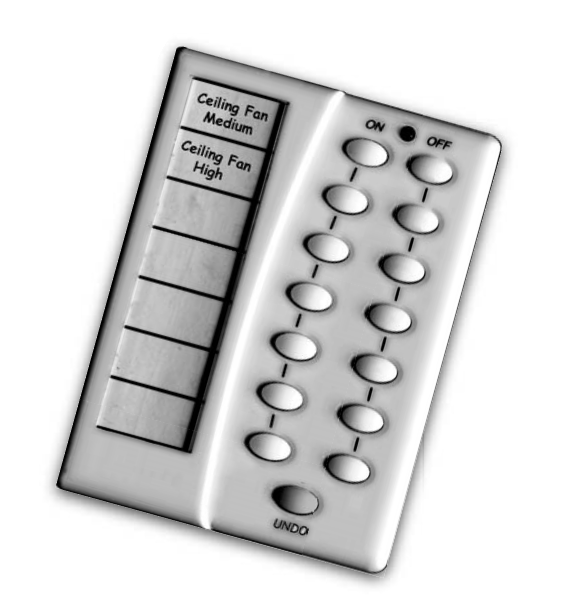 Ceiling Fan
Medium
Ceiling Fan
High
ON OFF
UNDO